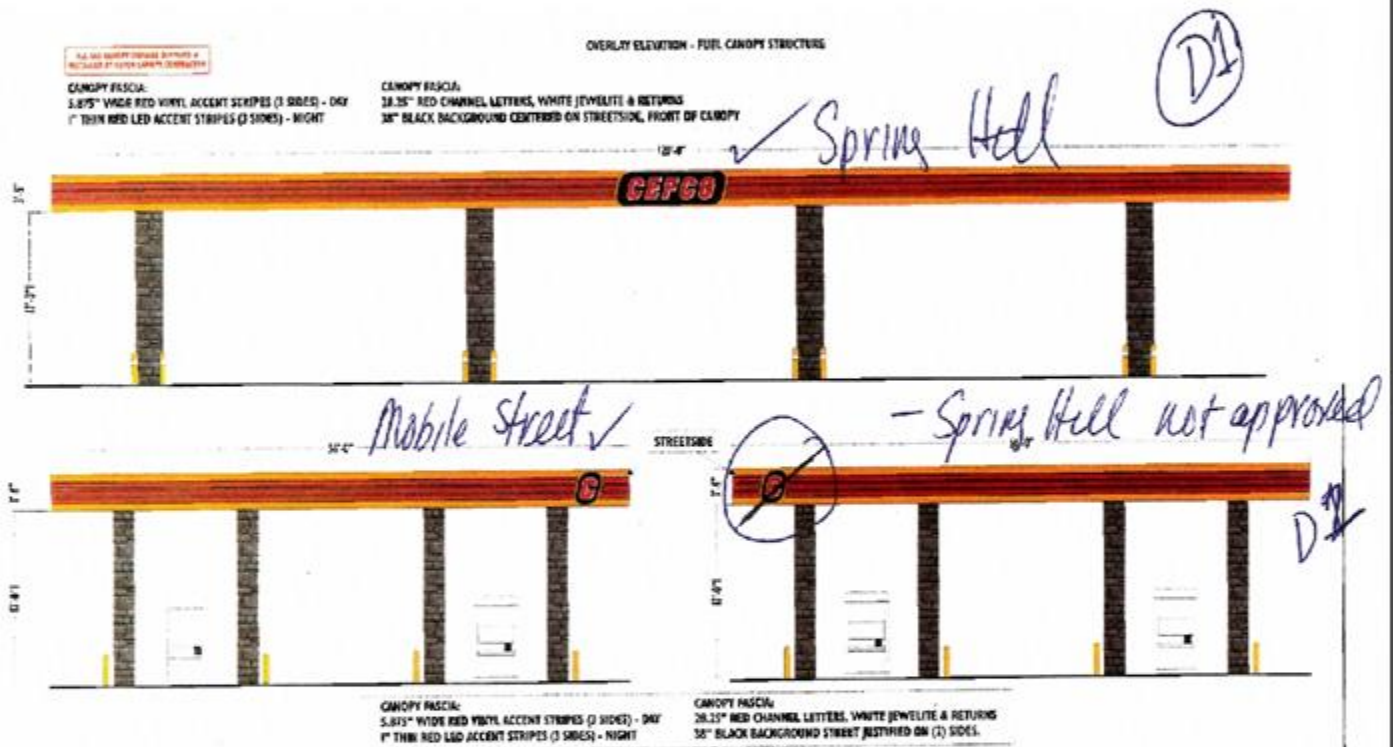 OVERLAY ELEVATION - FUEL CANOPY STRUCTURE
D1
CANOPY FASCIA:
5.875" WIDE RED VINYL ACCENT STRIPES (3 SIDES) - DAY
1" THIN RED LED ACCENT STRIPES (3 SIDES) - NIGHT
CANOPY FASCIA:
28.25" RED CHANNEL LETTERS, WHITE JEWELITE & RETURNS
38" BLACK BACKGROUND CENTERED ON STREETSIDE, FRONT OF CANOPY
✓ Spring Hill
CEFCO
Mobile Street ✓
STREETSIDE
- Spring Hill not approved
C
C
D1
CANOPY FASCIA:
5.875" WIDE RED VINYL ACCENT STRIPES (3 SIDES) - DAY
1" THIN RED LED ACCENT STRIPES (3 SIDES) - NIGHT
CANOPY FASCIA:
28.25" RED CHANNEL LETTERS, WHITE JEWELITE & RETURNS
38" BLACK BACKGROUND STREET JUSTIFIED ON (2) SIDES.